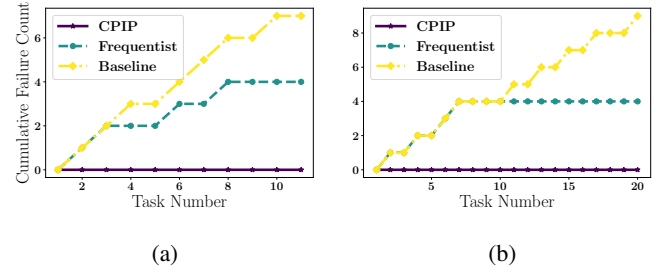 Cumulative Failure Count
6
4
2
0
CPIP
Frequentist
Baseline
2 4 6 8 10
Task Number
(a)
8
6
4
2
0
CPIP
Frequentist
Baseline
5 10 15 20
Task Number
(b)